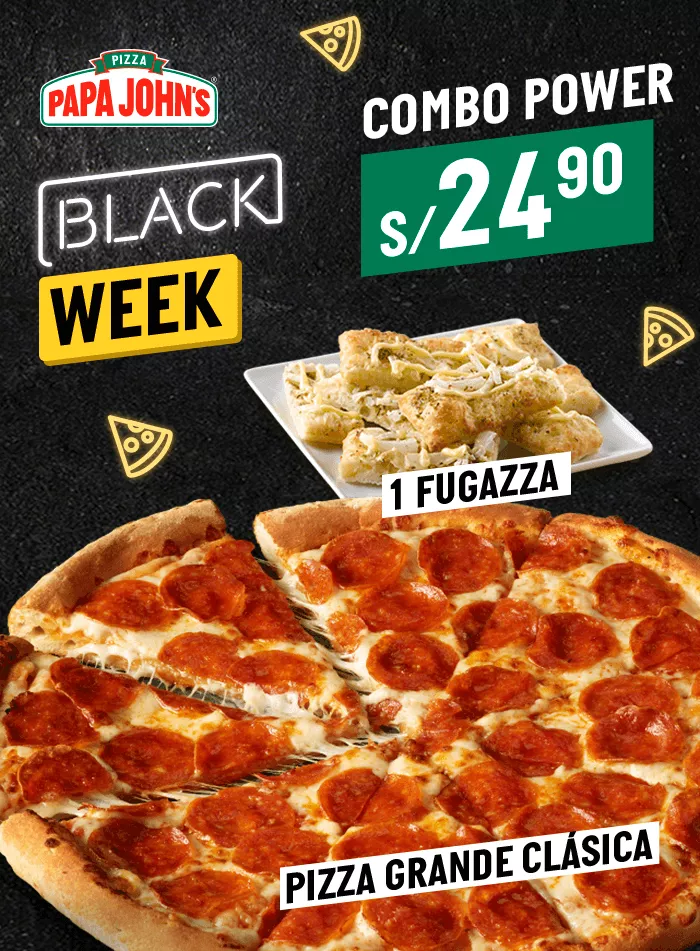 PIZZA
PAPA JOHN'S
BLACK
WEEK
COMBO POWER
S/24.90
1 FUGAZZA
PIZZA GRANDE CLÁSICA